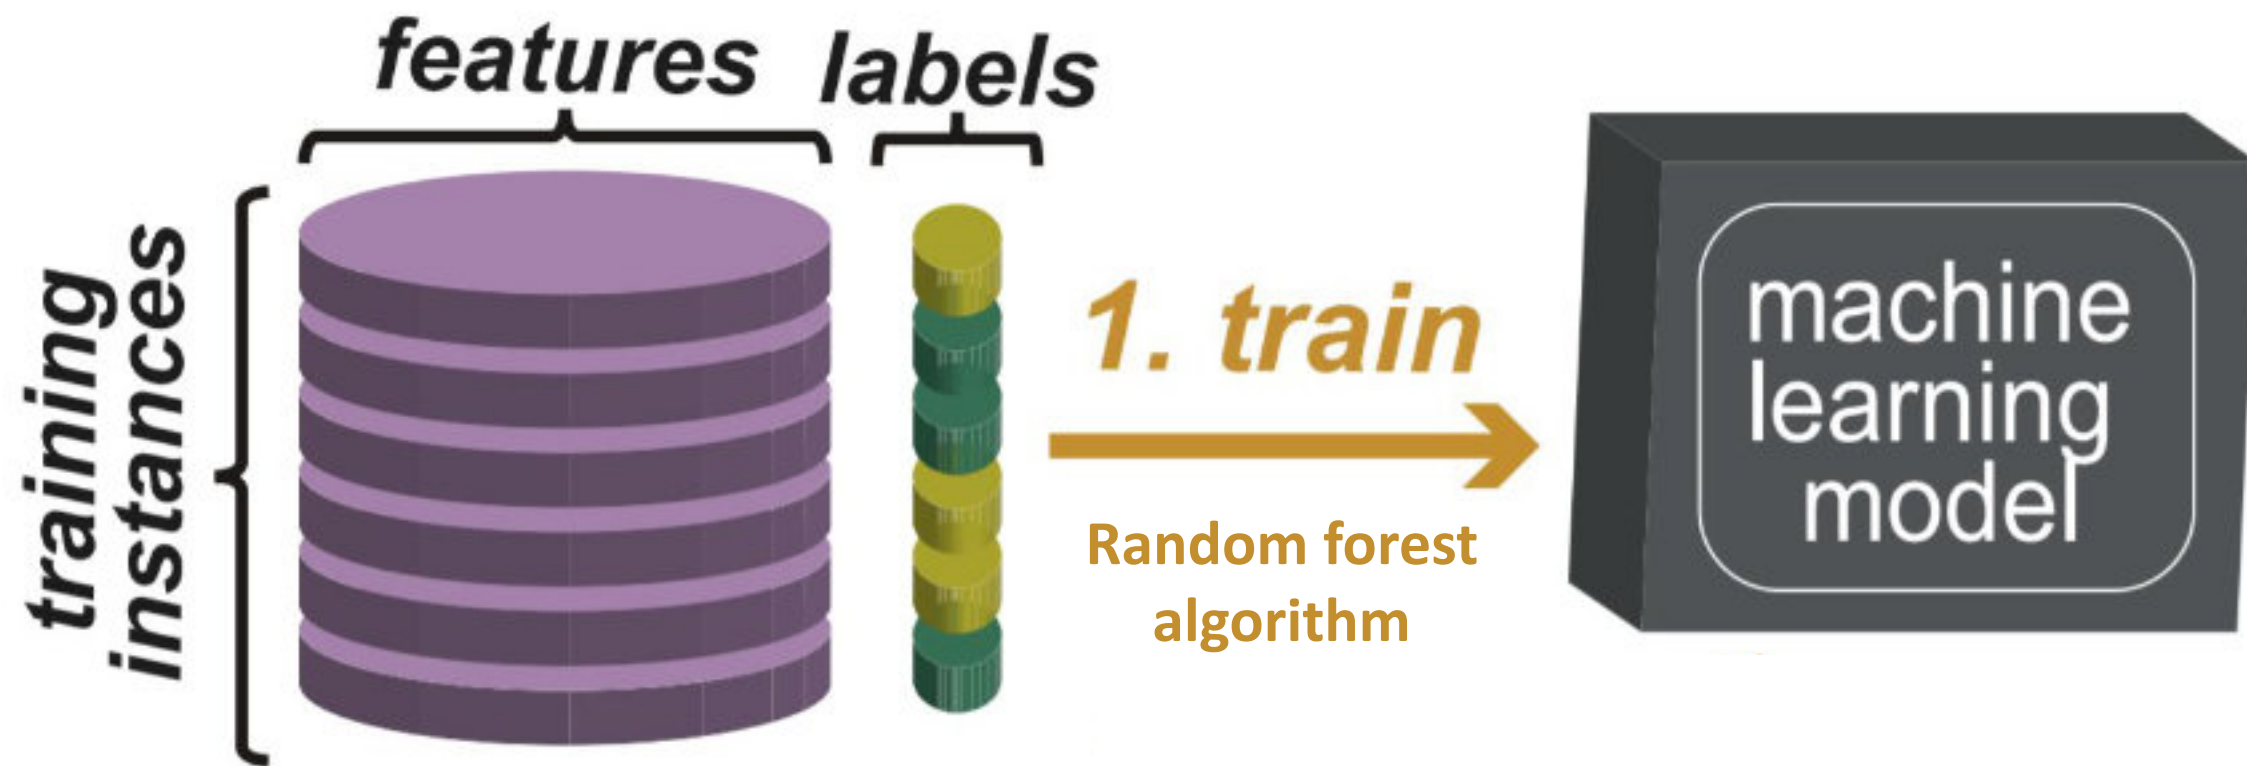 features
labels
training
instances
1. train
Random forest
algorithm
machine
learning
model